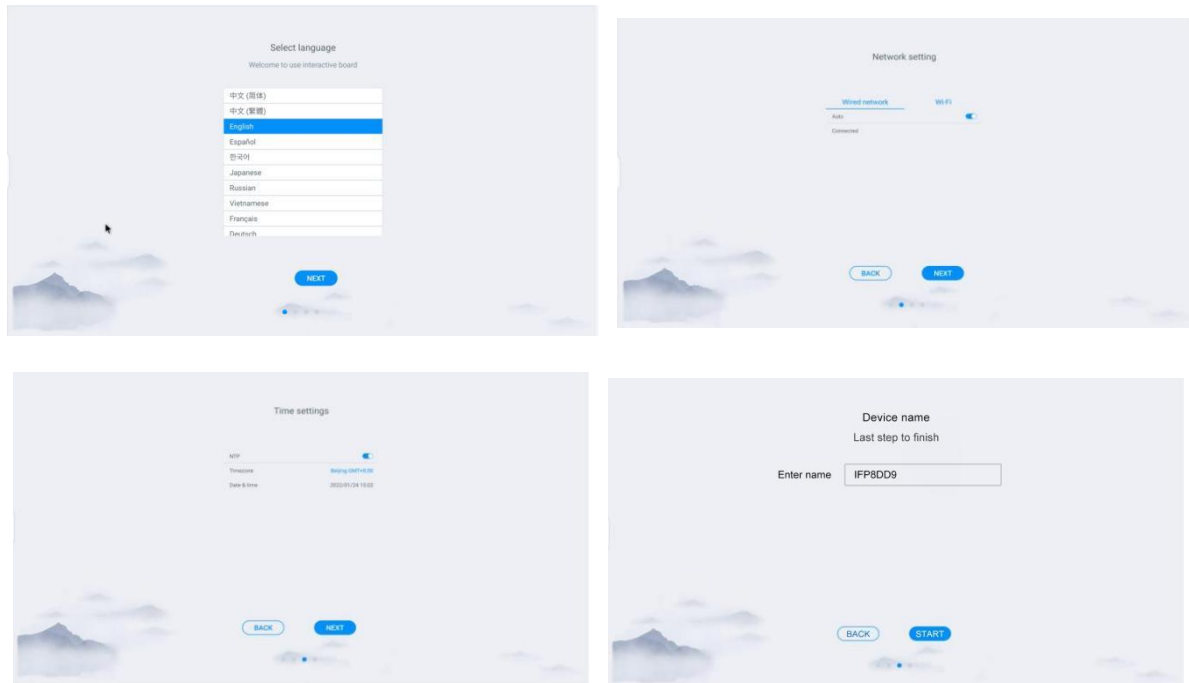 Select language
Welcome to use interactive board
中文 (简体)
中文 (繁體)
English
Español
한국어
Japanese
Russian
Vietnamese
Français
Deutsch
NEXT
Network setting
Wired network Wi-Fi
Auto
Connected
BACK NEXT
Time settings
NTP
Timezone Beijing GMT+8:00
Date & time 2022/01/24 15:03
BACK NEXT
Device name
Last step to finish
Enter name IFP8DD9
BACK START